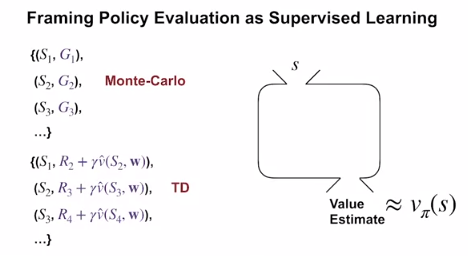 Framing Policy Evaluation as Supervised Learning
{(S₁, G₁),
(S₂, G₂), Monte-Carlo
(S₃, G₃),
...}
{(S₁, R₂ + γv̂(S₂, w)),
(S₂, R₃ + γv̂(S₃, w)), TD
(S₃, R₄ + γv̂(S₄, w)),
...}
s
Value
Estimate ≈ vπ(s)